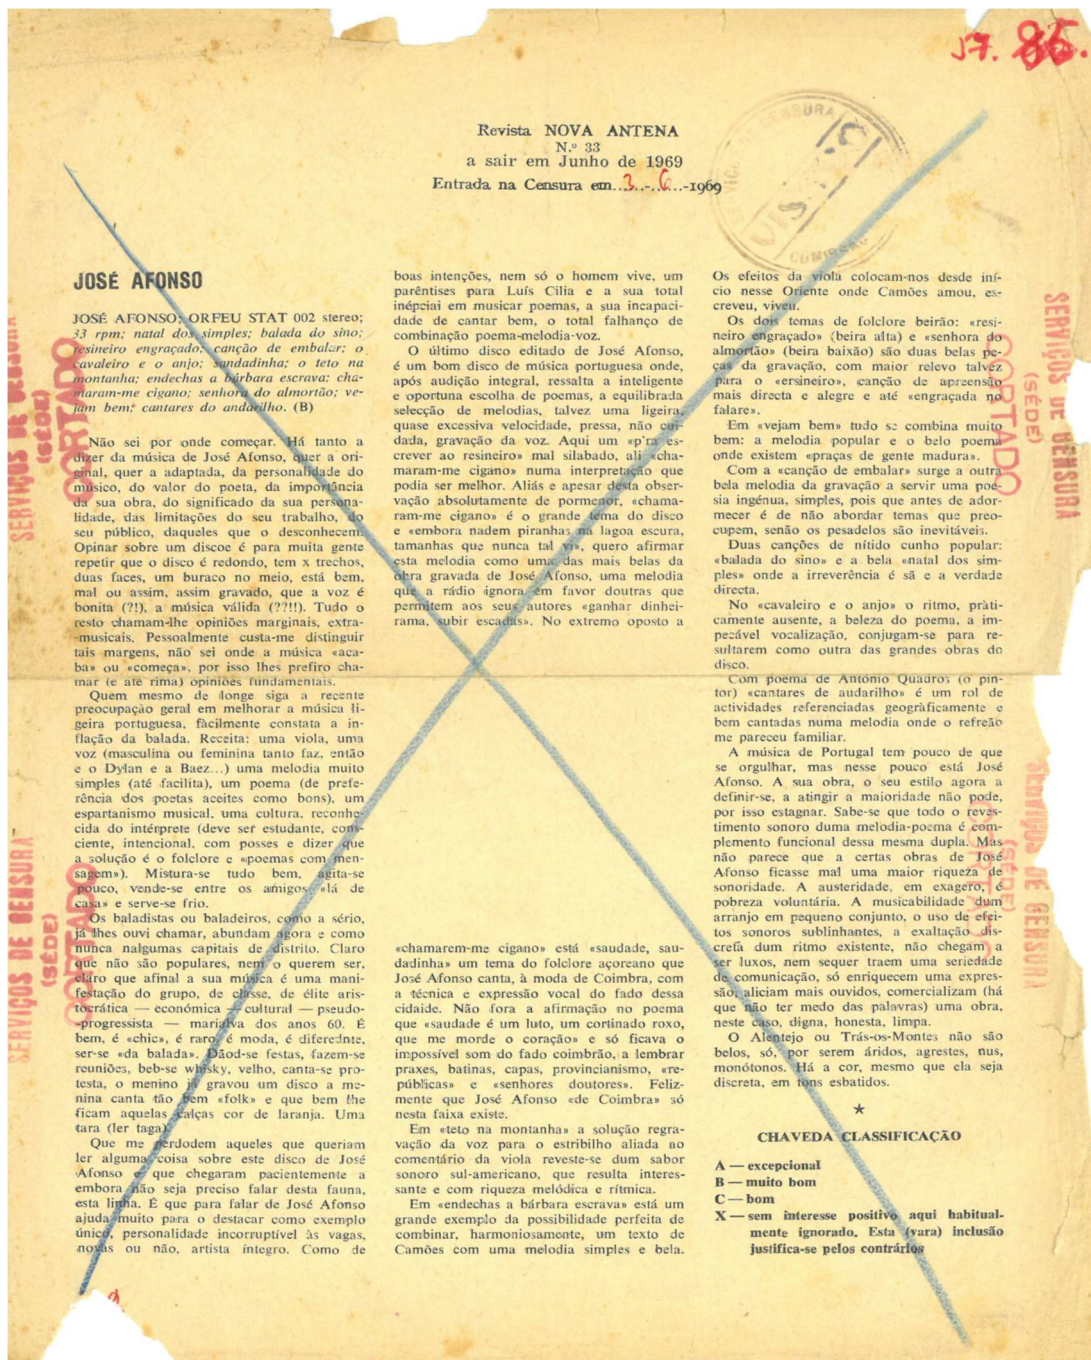 57. 86.
Revista NOVA ANTENA
N.º 33
a sair em Junho de 1969
Entrada na Censura em...3...-...6...-1969
CENSURA
VISADO
COMISSÃO
JOSÉ AFONSO
JOSÉ AFONSO; ORFEU STAT 002 stereo;
33 rpm; natal dos simples; balada do sino;
resineiro engraçado; canção de embalar; o
cavaleiro e o anjo; saudadinha; o teto na
montanha; endechas a bárbara escrava; cha-
maram-me cigano; senhora do almortão; ve-
jam bem; cantares do andarilho. (B)
Não sei por onde começar. Há tanto a
dizer da música de José Afonso, quer a ori-
ginal, quer a adaptada, da personalidade do
músico, do valor do poeta, da importância
da sua obra, do significado da sua persona-
lidade, das limitações do seu trabalho, do
seu público, daqueles que o desconhecem.
Opinar sobre um discoe é para muita gente
repetir que o disco é redondo, tem x trechos,
duas faces, um buraco no meio, está bem,
mal ou assim, assim gravado, que a voz é
bonita (?!), a música válida (??!!). Tudo o
resto chamam-lhe opiniões marginais, extra-
-musicais. Pessoalmente custa-me distinguir
tais margens, não sei onde a música «aca-
ba» ou «começa», por isso lhes prefiro cha-
mar (e até rima) opiniões fundamentais.
Quem mesmo de longe siga a recente
preocupação geral em melhorar a música li-
geira portuguesa, fàcilmente constata a in-
flação da balada. Receita: uma viola, uma
voz (masculina ou feminina tanto faz, então
e o Dylan e a Baez...) uma melodia muito
simples (até facilita), um poema (de prefe-
rência dos poetas aceites como bons), um
espartanismo musical, uma cultura, reconhe-
cida do intérprete (deve ser estudante, cons-
ciente, intencional, com posses e dizer que
a solução é o folclore e «poemas com men-
sagem»). Mistura-se tudo bem, agita-se
pouco, vende-se entre os amigos «lá de
casa» e serve-se frio.
Os baladistas ou baladeiros, como a sério,
já lhes ouvi chamar, abundam agora e como
nunca nalgumas capitais de distrito. Claro
que não são populares, nem o querem ser,
claro que afinal a sua música é uma mani-
festação do grupo, de classe, de élite aris-
tocrática — económica — cultural — pseudo-
-progressista — marialva dos anos 60. É
bem, é «chic», é raro, é moda, é diferednte,
ser-se «da balada». Dãod-se festas, fazem-se
reuniões, beb-se whisky, velho, canta-se pro-
testa, o menino já gravou um disco a me-
nina canta tão bem «folk» e que bem lhe
ficam aquelas calças cor de laranja. Uma
tara (ler taga).
Que me perdodem aqueles que queriam
ler alguma coisa sobre este disco de José
Afonso e que chegaram pacientemente a
embora não seja preciso falar desta fauna,
esta linha. É que para falar de José Afonso
ajuda muito para o destacar como exemplo
único, personalidade incorruptível às vagas,
novas ou não, artista íntegro. Como de
boas intenções, nem só o homem vive, um
parêntises para Luís Cília e a sua total
inépciai em musicar poemas, a sua incapaci-
dade de cantar bem, o total falhanço de
combinação poema-melodia-voz.
O último disco editado de José Afonso,
é um bom disco de música portuguesa onde,
após audição integral, ressalta a inteligente
e oportuna escolha de poemas, a equilibrada
selecção de melodias, talvez uma ligeira,
quase excessiva velocidade, pressa, não cui-
dada, gravação da voz. Aqui um «p'ra es-
crever ao resineiro» mal silabado, ali «cha-
maram-me cigano» numa interpretação que
podia ser melhor. Aliás e apesar desta obser-
vação absolutamente de pormenor, «chama-
ram-me cigano» é o grande tema do disco
e «embora nadem piranhas na lagoa escura,
tamanhas que nunca tal vi», quero afirmar
esta melodia como uma das mais belas da
obra gravada de José Afonso, uma melodia
que a rádio ignora em favor doutras que
permitem aos seus autores «ganhar dinhei-
rama, subir escadas». No extremo oposto a
«chamarem-me cigano» está «saudade, sau-
dadinha» um tema do folclore açoreano que
José Afonso canta, à moda de Coimbra, com
a técnica e expressão vocal do fado dessa
cidaide. Não fora a afirmação no poema
que «saudade é um luto, um cortinado roxo,
que me morde o coração» e só ficava o
impossível som do fado coimbrão, a lembrar
praxes, batinas, capas, provincianismo, «re-
públicas» e «senhores doutores». Feliz-
mente que José Afonso «de Coimbra» só
nesta faixa existe.
Em «teto na montanha» a solução regra-
vação da voz para o estribilho aliada ao
comentário da viola reveste-se dum sabor
sonoro sul-americano, que resulta interes-
sante e com riqueza melódica e rítmica.
Em «endechas a bárbara escrava» está um
grande exemplo da possibilidade perfeita de
combinar, harmoniosamente, um texto de
Camões com uma melodia simples e bela.
Os efeitos da viola colocam-nos desde iní-
cio nesse Oriente onde Camões amou, es-
creveu, viveu.
Os dois temas de folclore beirão: «resi-
neiro engraçado» (beira alta) e «senhora do
almortão» (beira baixão) são duas belas pe-
ças da gravação, com maior relevo talvez
para o «ersineiro», canção de apreensão
mais directa e alegre e até «engraçada no
falare».
Em «vejam bem» tudo se combina muito
bem: a melodia popular e o belo poema
onde existem «praças de gente madura».
Com a «canção de embalar» surge a outra
bela melodia da gravação a servir uma poe-
sia ingénua, simples, pois que antes de ador-
mecer é de não abordar temas que preo-
cupem, senão os pesadelos são inevitáveis.
Duas canções de nítido cunho popular:
«balada do sino» e a bela «natal dos sim-
ples» onde a irreverência é sã e a verdade
directa.
No «cavaleiro e o anjo» o ritmo, pràti-
camente ausente, a beleza do poema, a im-
pecável vocalização, conjugam-se para re-
sultarem como outra das grandes obras do
disco.
Com poema de António Quadros (o pin-
tor) «cantares de audarilho» é um rol de
actividades referenciadas geogràficamente e
bem cantadas numa melodia onde o refreão
me pareceu familiar.
A música de Portugal tem pouco de que
se orgulhar, mas nesse pouco está José
Afonso. A sua obra, o seu estilo agora a
definir-se, a atingir a maioridade não pode,
por isso estagnar. Sabe-se que todo o reves-
timento sonoro duma melodia-poema é com-
plemento funcional dessa mesma dupla. Mas
não parece que a certas obras de José
Afonso ficasse mal uma maior riqueza de
sonoridade. A austeridade, em exagero, é
pobreza voluntária. A musicabilidade dum
arranjo em pequeno conjunto, o uso de efei-
tos sonoros sublinhantes, a exaltação dis-
creta dum ritmo existente, não chegam a
ser luxos, nem sequer traem uma seriedade
de comunicação, só enriquecem uma expres-
são, aliciam mais ouvidos, comercializam (há
que não ter medo das palavras) uma obra,
neste caso, digna, honesta, limpa.
O Alentejo ou Trás-os-Montes não são
belos, só, por serem áridos, agrestes, nus,
monótonos. Há a cor, mesmo que ela seja
discreta, em tons esbatidos.
★
CHAVEDA CLASSIFICAÇÃO
A — excepcional
B — muito bom
C — bom
X — sem interesse positivo aqui habitual-
mente ignorado. Esta (vara) inclusão
justifica-se pelos contrários
SERVIÇOS DE CENSURA
(SÉDE)
CORTADO
SERVIÇOS DE CENSURA
(SÉDE)
CORTADO
SERVIÇOS DE CENSURA
(SÉDE)
CORTADO
SERVIÇOS DE CENSURA
(SÉDE)
CORTADO